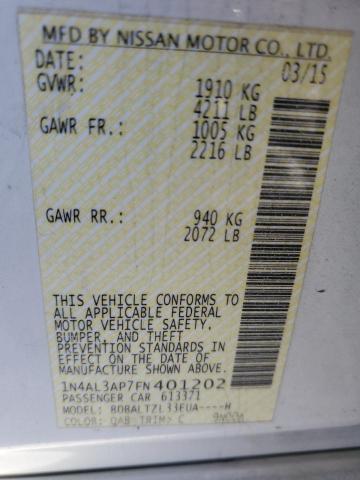 MFD BY NISSAN MOTOR CO., LTD.
DATE: 03/15
GVWR: 1910 KG
4211 LB
GAWR FR.: 1005 KG
2216 LB
GAWR RR.: 940 KG
2072 LB
THIS VEHICLE CONFORMS TO
ALL APPLICABLE FEDERAL
MOTOR VEHICLE SAFETY,
BUMPER, AND THEFT
PREVENTION STANDARDS
IN EFFECT ON THE DATE OF
MANUFACTURE SHOWN ABOVE.
1N4AL3AP7FN401202
PASSENGER CAR 613371
MODEL: BDBALTZL33EUA----H
COLOR: QAB TRIM: C